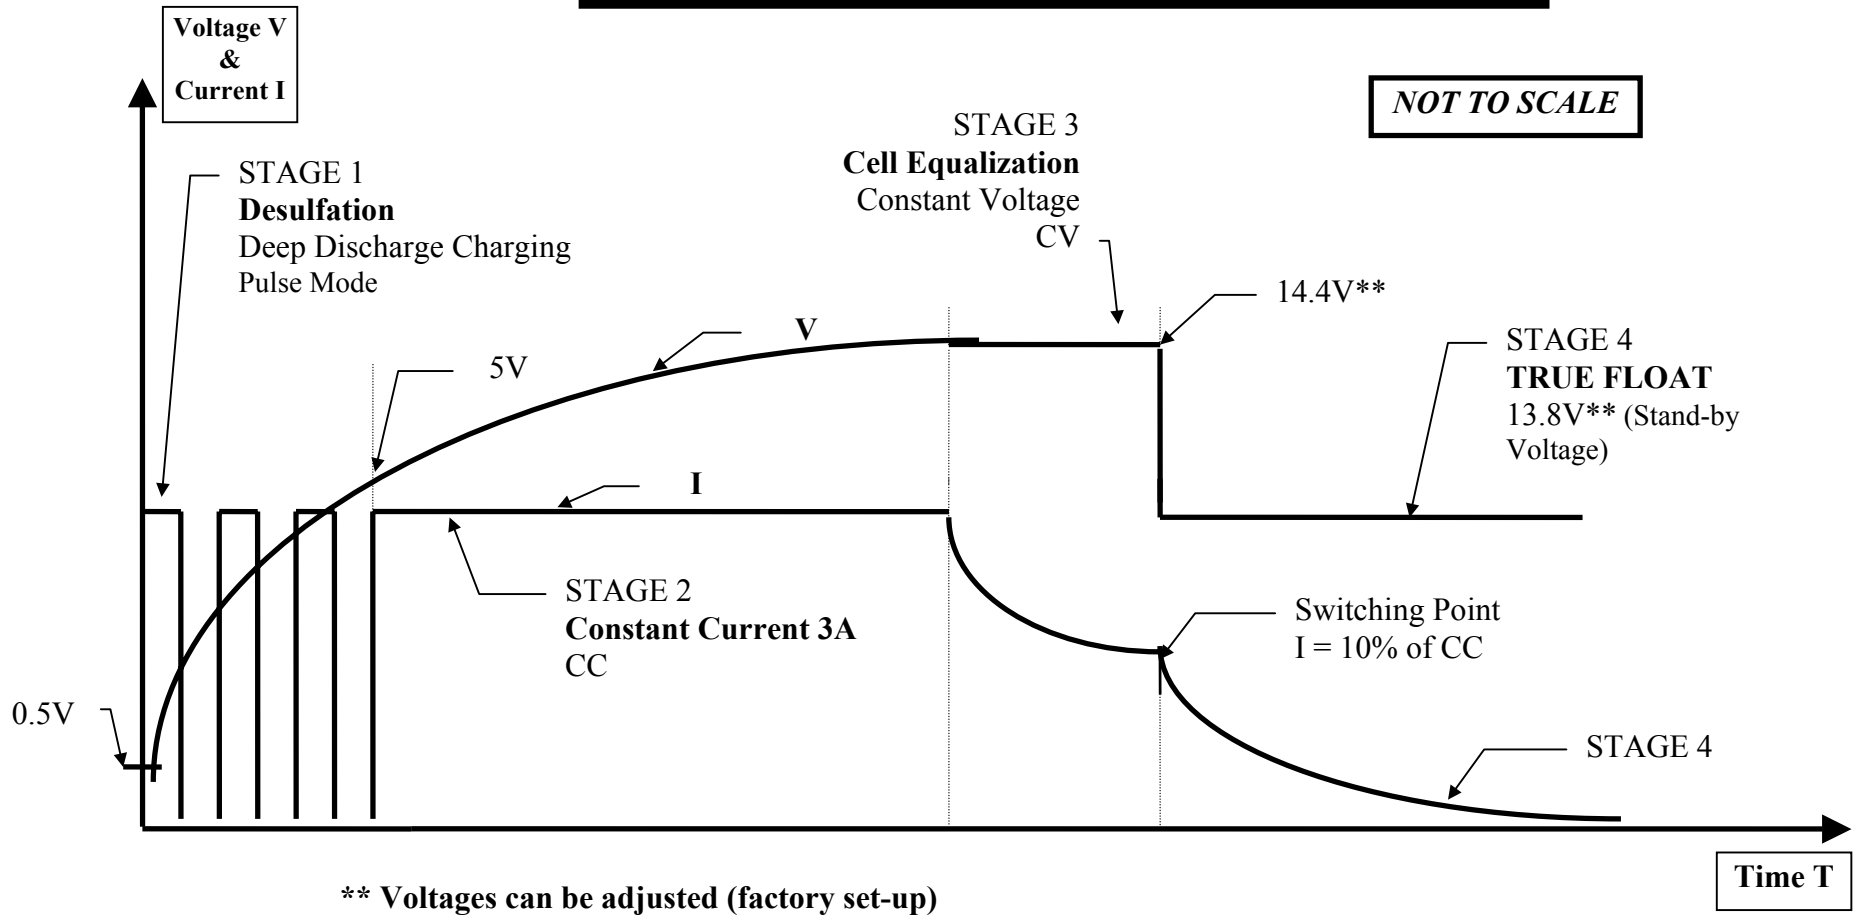 Voltage V
&
Current I
NOT TO SCALE
STAGE 1
Desulfation
Deep Discharge Charging
Pulse Mode
STAGE 3
Cell Equalization
Constant Voltage
CV
14.4V**
V
5V
STAGE 4
TRUE FLOAT
13.8V** (Stand-by
Voltage)
I
STAGE 2
Constant Current 3A
CC
Switching Point
I = 10% of CC
0.5V
STAGE 4
Time T
** Voltages can be adjusted (factory set-up)